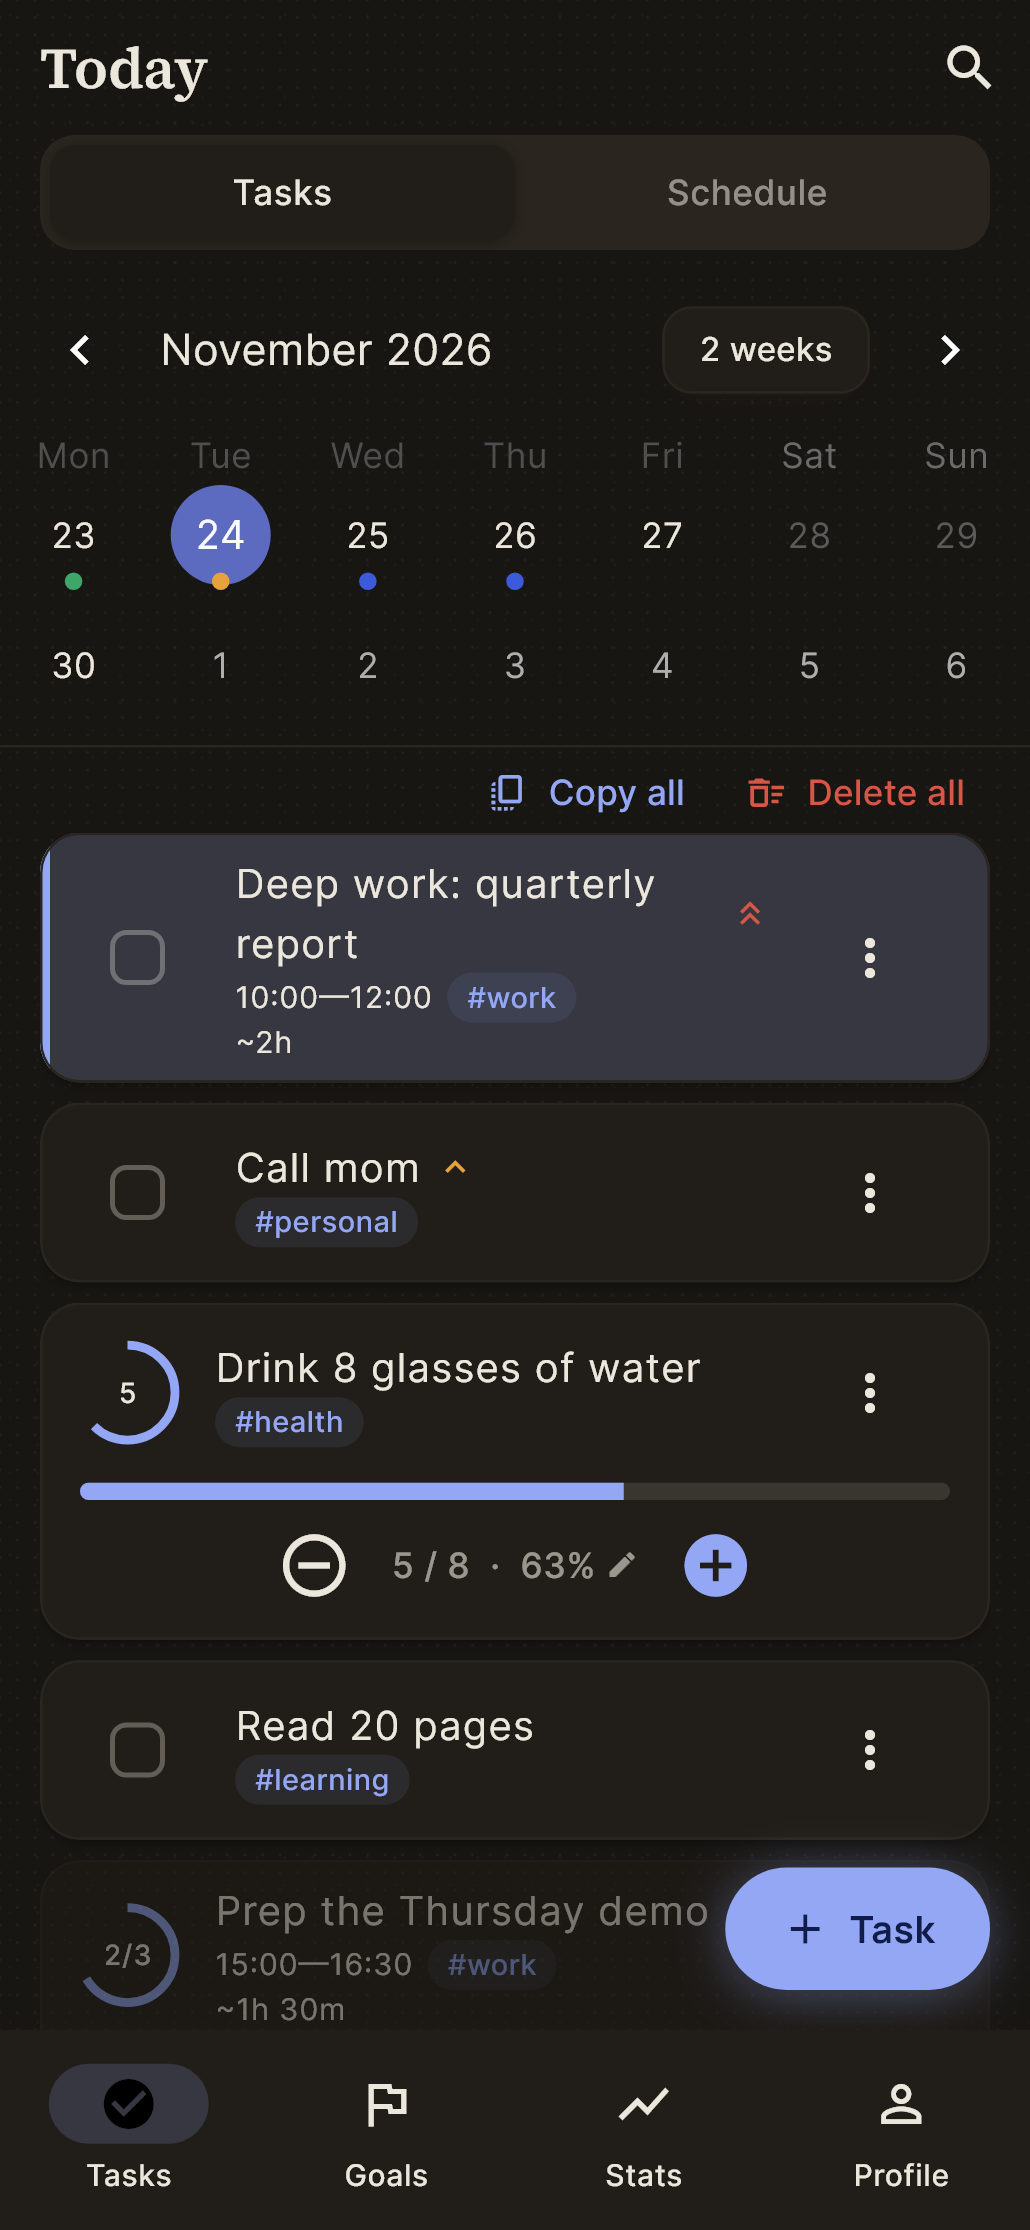 Today
Tasks Schedule
November 2026 2 weeks
Mon Tue Wed Thu Fri Sat Sun
23 24 25 26 27 28 29
30 1 2 3 4 5 6
Copy all Delete all
Deep work: quarterly
report
10:00—12:00 #work
~2h
Call mom
#personal
5 Drink 8 glasses of water
#health
5 / 8 · 63%
Read 20 pages
#learning
Prep the Thursday demo
2/3 15:00—16:30 #work
~1h 30m
+ Task
Tasks Goals Stats Profile